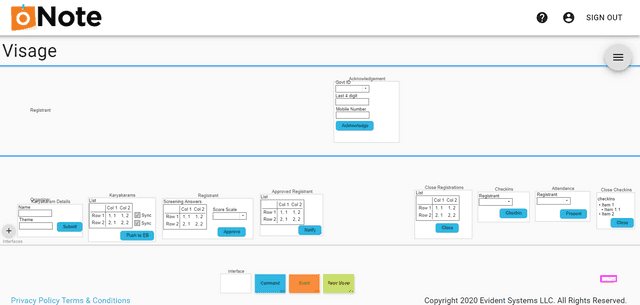 oNote
SIGN OUT
Visage
Acknowledgement
Govt ID
Last 4 digit
Mobile Number
Acknowledge
Registrant
Karyakaram Details
Name
Theme
Submit
Karyakarams
List
Col 1 Col 2
Row 1 1, 1 1, 2
Row 2 2, 1 2, 2
Sync
Sync
Push to EB
Registrant
Screening Answers
Col 1 Col 2
Row 1 1, 1 1, 2
Row 2 2, 1 2, 2
Score Scale
Approve
Approved Registrant
List
Col 1 Col 2
Row 1 1, 1 1, 2
Row 2 2, 1 2, 2
Notify
Close Registrations
List
Col 1 Col 2
Row 1 1, 1 1, 2
Row 2 2, 1 2, 2
Close
Checkins
Registrant
CheckIn
Attendance
Registrant
Present
Close Checkins
checkins
• Item 1
• Item 1.1
• Item 2
Close
Interfaces
Interface
Command
Event
View
Privacy Policy Terms & Conditions
Copyright 2020 Evident Systems LLC. All Rights Reserved.